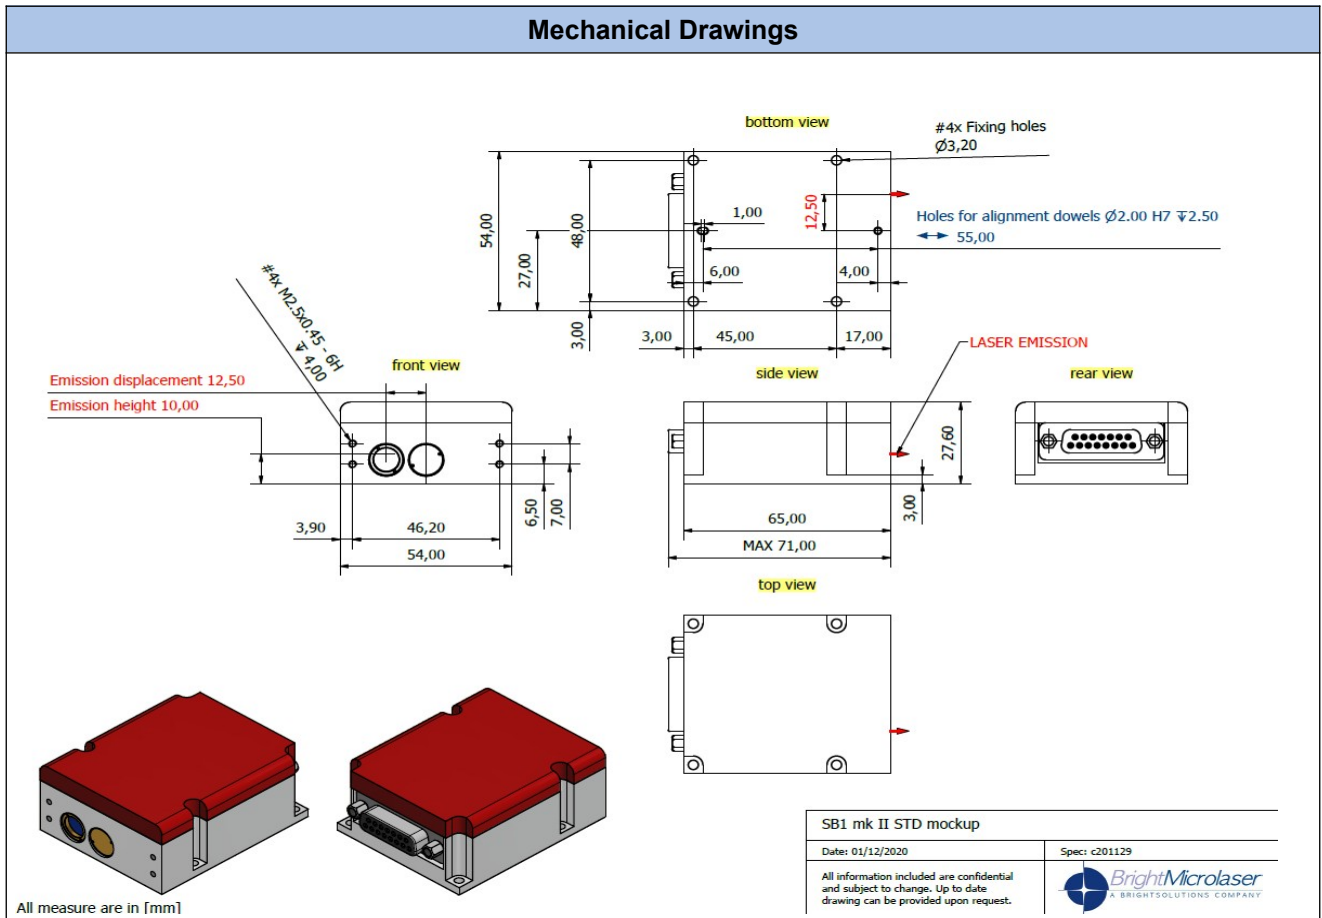 Mechanical Drawings
bottom view
#4x Fixing holes
Ø3,20
54,00
48,00
27,00
3,00
1,00
12,50
Holes for alignment dowels Ø2.00 H7 ↧2.50
55,00
6,00
4,00
3,00
45,00
17,00
#4x M2.5x0.45 - 6H
↧ 4,00
front view
Emission displacement 12,50
Emission height 10,00
3,90
46,20
54,00
6,50
7,00
LASER EMISSION
side view
27,60
3,00
65,00
MAX 71,00
rear view
top view
SB1 mk II STD mockup
Date: 01/12/2020
Spec: c201129
All information included are confidential
and subject to change. Up to date
drawing can be provided upon request.
BrightMicrolaser
A BRIGHTSOLUTIONS COMPANY
All measure are in [mm]